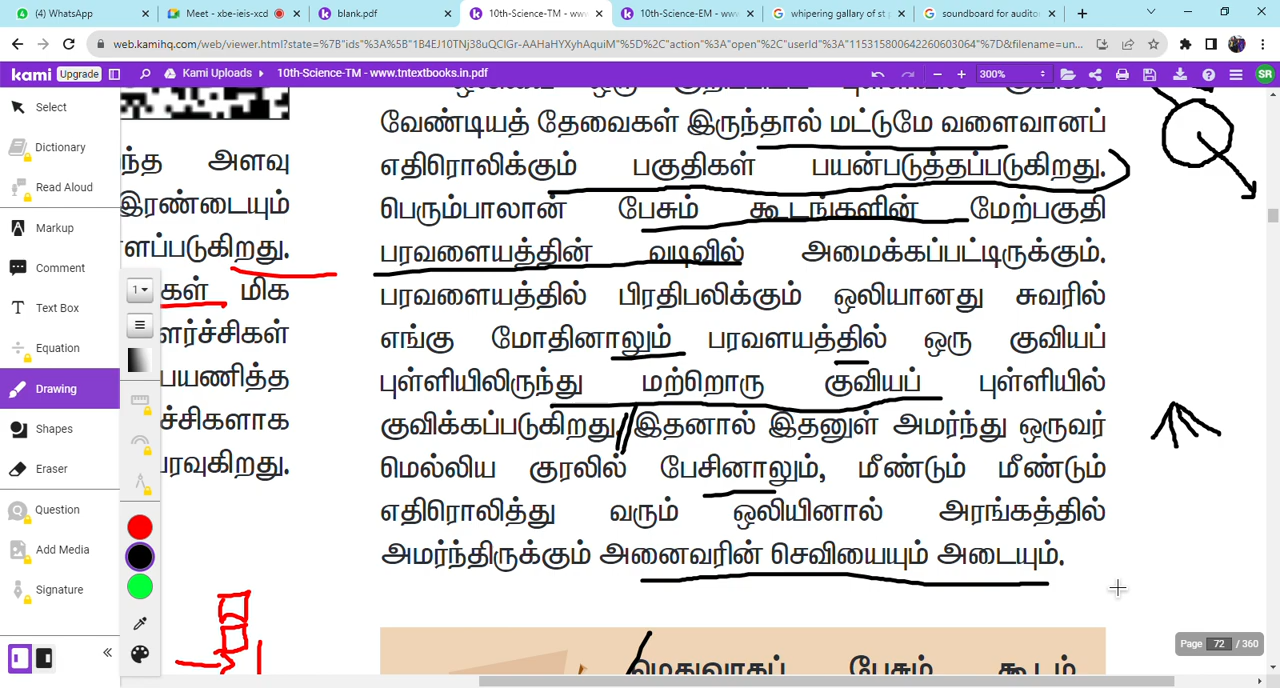 (4) WhatsApp
Meet - xbe-ieis-xcd
blank.pdf
10th-Science-TM - www
10th-Science-EM - www
whipering gallary of st p
soundboard for audito
web.kamihq.com/web/viewer.html?state=%7B"ids"%3A%5B"1B4EJ10TNj38uQCIGr-AAHaHYXyhAquiM"%5D%2C"action"%3A"open"%2C"userId"%3A"115315800642260603064"%7D&filename=un...
kami Upgrade
Kami Uploads
10th-Science-TM - www.tntextbooks.in.pdf
300%
SR
Select
Dictionary
Read Aloud
Markup
Comment
Text Box
Equation
Drawing
Shapes
Eraser
Question
Add Media
Signature
1
ந்த அளவு
இரண்டையும்
ளப்படுகிறது.
கள் மிக
ளர்ச்சிகள்
பயணித்த
ச்சிகளாக
பரவுகிறது.
வேண்டியத் தேவைகள் இருந்தால் மட்டுமே வளைவானப்
எதிரொலிக்கும் பகுதிகள் பயன்படுத்தப்படுகிறது.
பெரும்பாலான் பேசும் கூடங்களின் மேற்பகுதி
பரவளையத்தின் வடிவில் அமைக்கப்பட்டிருக்கும்.
பரவளையத்தில் பிரதிபலிக்கும் ஒலியானது சுவரில்
எங்கு மோதினாலும் பரவளயத்தில் ஒரு குவியப்
புள்ளியிலிருந்து மற்றொரு குவியப் புள்ளியில்
குவிக்கப்படுகிறது. இதனால் இதனுள் அமர்ந்து ஒருவர்
மெல்லிய குரலில் பேசினாலும், மீண்டும் மீண்டும்
எதிரொலித்து வரும் ஒலியினால் அரங்கத்தில்
அமர்ந்திருக்கும் அனைவரின் செவியையும் அடையும்.
மெதுவாகப் பேசும் கூடம்
Page 72 / 360